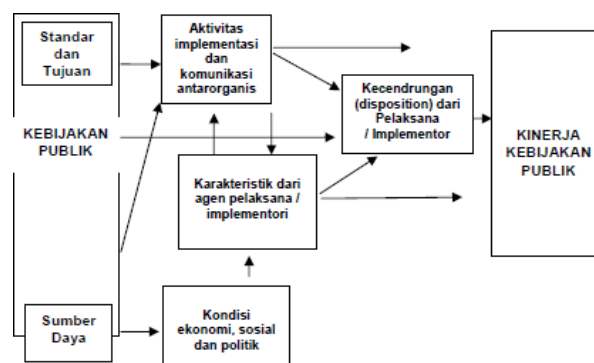 Standar
dan
Tujuan
Aktivitas
implementasi
dan
komunikasi
antarorganis
Kecendrungan
(disposition) dari
Pelaksana
/ Implementor
KEBIJAKAN
PUBLIK
KINERJA
KEBIJAKAN
PUBLIK
Karakteristik dari
agen pelaksana /
implementori
Sumber
Daya
Kondisi
ekonomi, sosial
dan politik